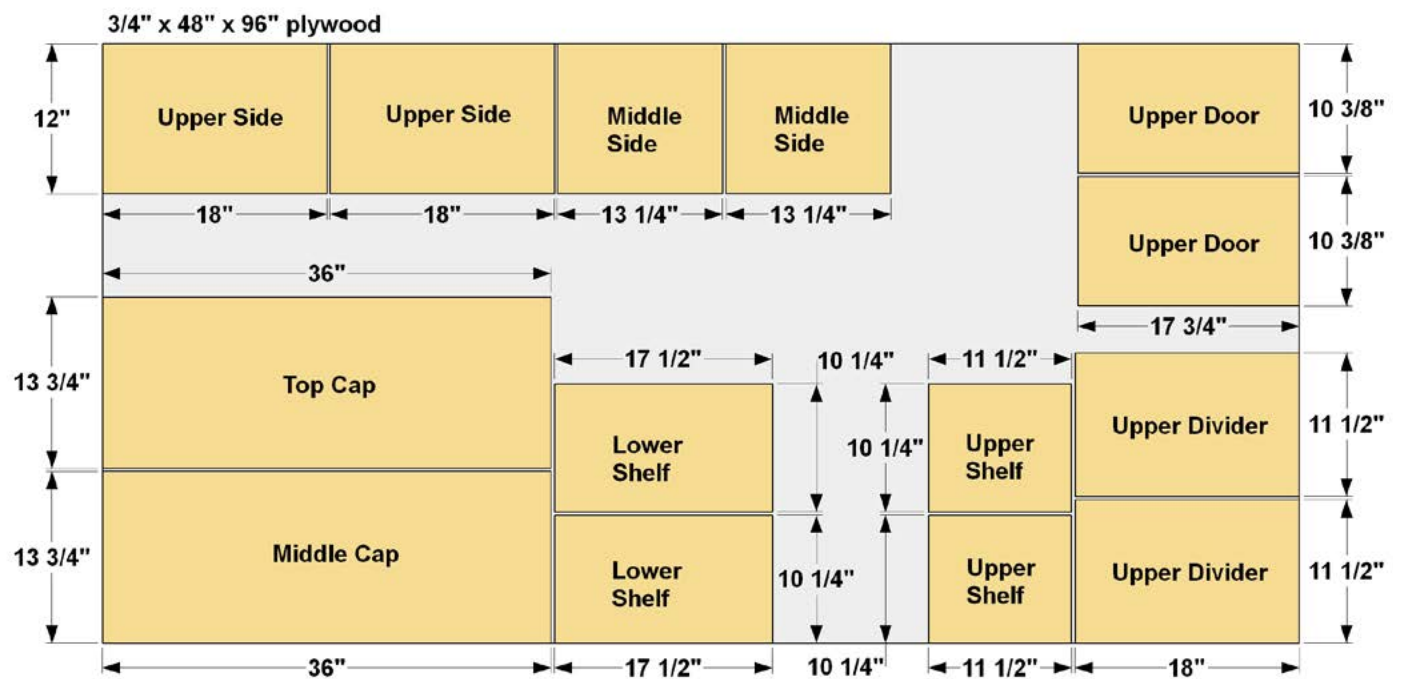 3/4" x 48" x 96" plywood
12"
Upper Side
Upper Side
Middle
Side
Middle
Side
Upper Door
10 3/8"
18"
18"
13 1/4"
13 1/4"
Upper Door
10 3/8"
36"
17 3/4"
13 3/4"
Top Cap
17 1/2"
10 1/4"
11 1/2"
Lower
Shelf
10 1/4"
Upper
Shelf
Upper Divider
11 1/2"
13 3/4"
Middle Cap
Lower
Shelf
10 1/4"
Upper
Shelf
Upper Divider
11 1/2"
36"
17 1/2"
10 1/4"
11 1/2"
18"